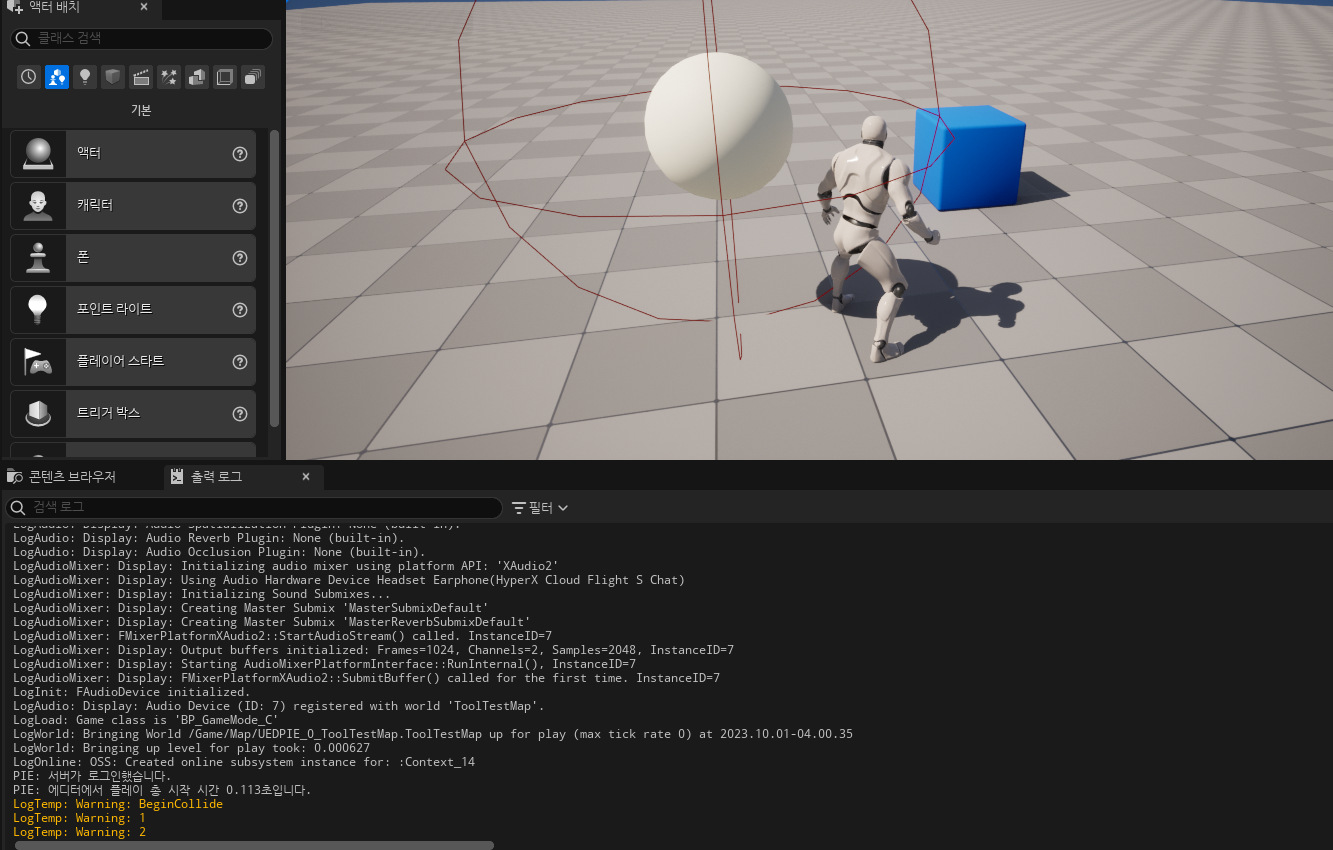 액터 배치
클래스 검색
기본
액터
캐릭터
폰
포인트 라이트
플레이어 스타트
트리거 박스
콘텐츠 브라우저
출력 로그
검색 로그
필터
LogAudio: Display: Audio Spatialization Plugin: None (built-in).
LogAudio: Display: Audio Reverb Plugin: None (built-in).
LogAudio: Display: Audio Occlusion Plugin: None (built-in).
LogAudioMixer: Display: Initializing audio mixer using platform API: 'XAudio2'
LogAudioMixer: Display: Using Audio Hardware Device Headset Earphone(HyperX Cloud Flight S Chat)
LogAudioMixer: Display: Initializing Sound Submixes...
LogAudioMixer: Display: Creating Master Submix 'MasterSubmixDefault'
LogAudioMixer: Display: Creating Master Submix 'MasterReverbSubmixDefault'
LogAudioMixer: FMixerPlatformXAudio2::StartAudioStream() called. InstanceID=7
LogAudioMixer: Display: Output buffers initialized: Frames=1024, Channels=2, Samples=2048, InstanceID=7
LogAudioMixer: Display: Starting AudioMixerPlatformInterface::RunInternal(), InstanceID=7
LogAudioMixer: Display: FMixerPlatformXAudio2::SubmitBuffer() called for the first time. InstanceID=7
LogInit: FAudioDevice initialized.
LogAudio: Display: Audio Device (ID: 7) registered with world 'ToolTestMap'.
LogLoad: Game class is 'BP_GameMode_C'
LogWorld: Bringing World /Game/Map/UEDPIE_0_ToolTestMap.ToolTestMap up for play (max tick rate 0) at 2023.10.01-04.00.35
LogWorld: Bringing up level for play took: 0.000627
LogOnline: OSS: Created online subsystem instance for: :Context_14
PIE: 서버가 로그인했습니다.
PIE: 에디터에서 플레이 총 시작 시간 0.113초입니다.
LogTemp: Warning: BeginCollide
LogTemp: Warning: 1
LogTemp: Warning: 2